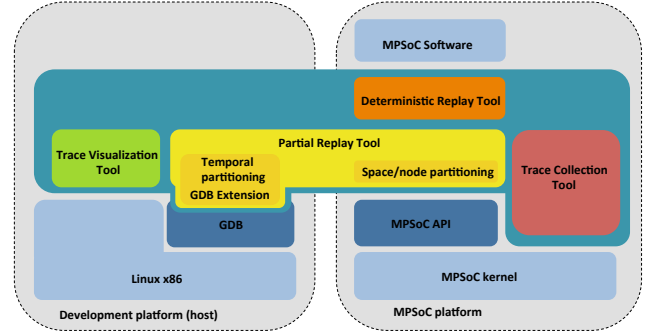 MPSoC Software
Deterministic Replay Tool
Partial Replay Tool
Trace Visualization
Tool
Temporal
partitioning
GDB Extension
Space/node partitioning
Trace Collection
Tool
GDB
MPSoC API
Linux x86
MPSoC kernel
Development platform (host)
MPSoC platform